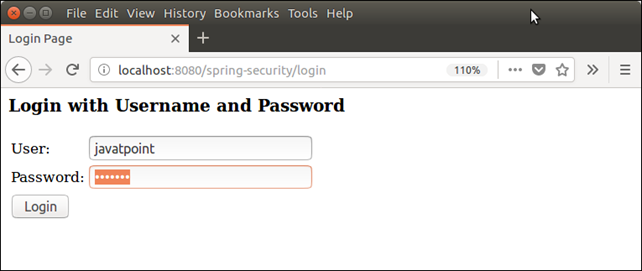 File Edit View History Bookmarks Tools Help
Login Page
localhost:8080/spring-security/login 110%
Login with Username and Password
User: javatpoint
Password: •••••••
Login